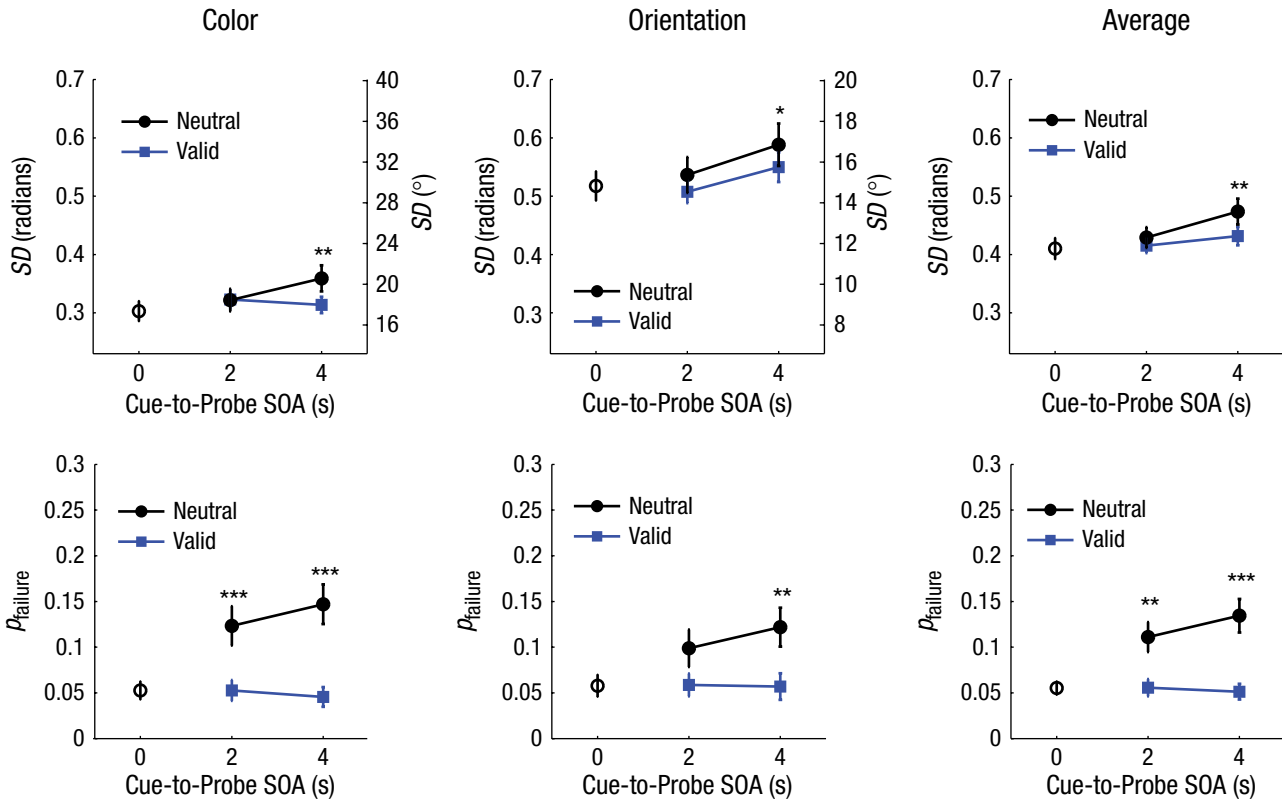 Color
Orientation
Average
SD (radians)
0.7
0.6
0.5
0.4
0.3
40
36
32
28
24
20
16
SD (°)
Neutral
Valid
**
0
2
4
Cue-to-Probe SOA (s)
SD (radians)
0.7
0.6
0.5
0.4
0.3
20
18
16
14
12
10
8
SD (°)
*
Neutral
Valid
0
2
4
Cue-to-Probe SOA (s)
SD (radians)
0.7
0.6
0.5
0.4
0.3
Neutral
Valid
**
0
2
4
Cue-to-Probe SOA (s)
pfailure
0.3
0.25
0.2
0.15
0.1
0.05
0
Neutral
Valid
***
***
0
2
4
Cue-to-Probe SOA (s)
pfailure
0.3
0.25
0.2
0.15
0.1
0.05
0
Neutral
Valid
**
0
2
4
Cue-to-Probe SOA (s)
pfailure
0.3
0.25
0.2
0.15
0.1
0.05
0
Neutral
Valid
**
***
0
2
4
Cue-to-Probe SOA (s)